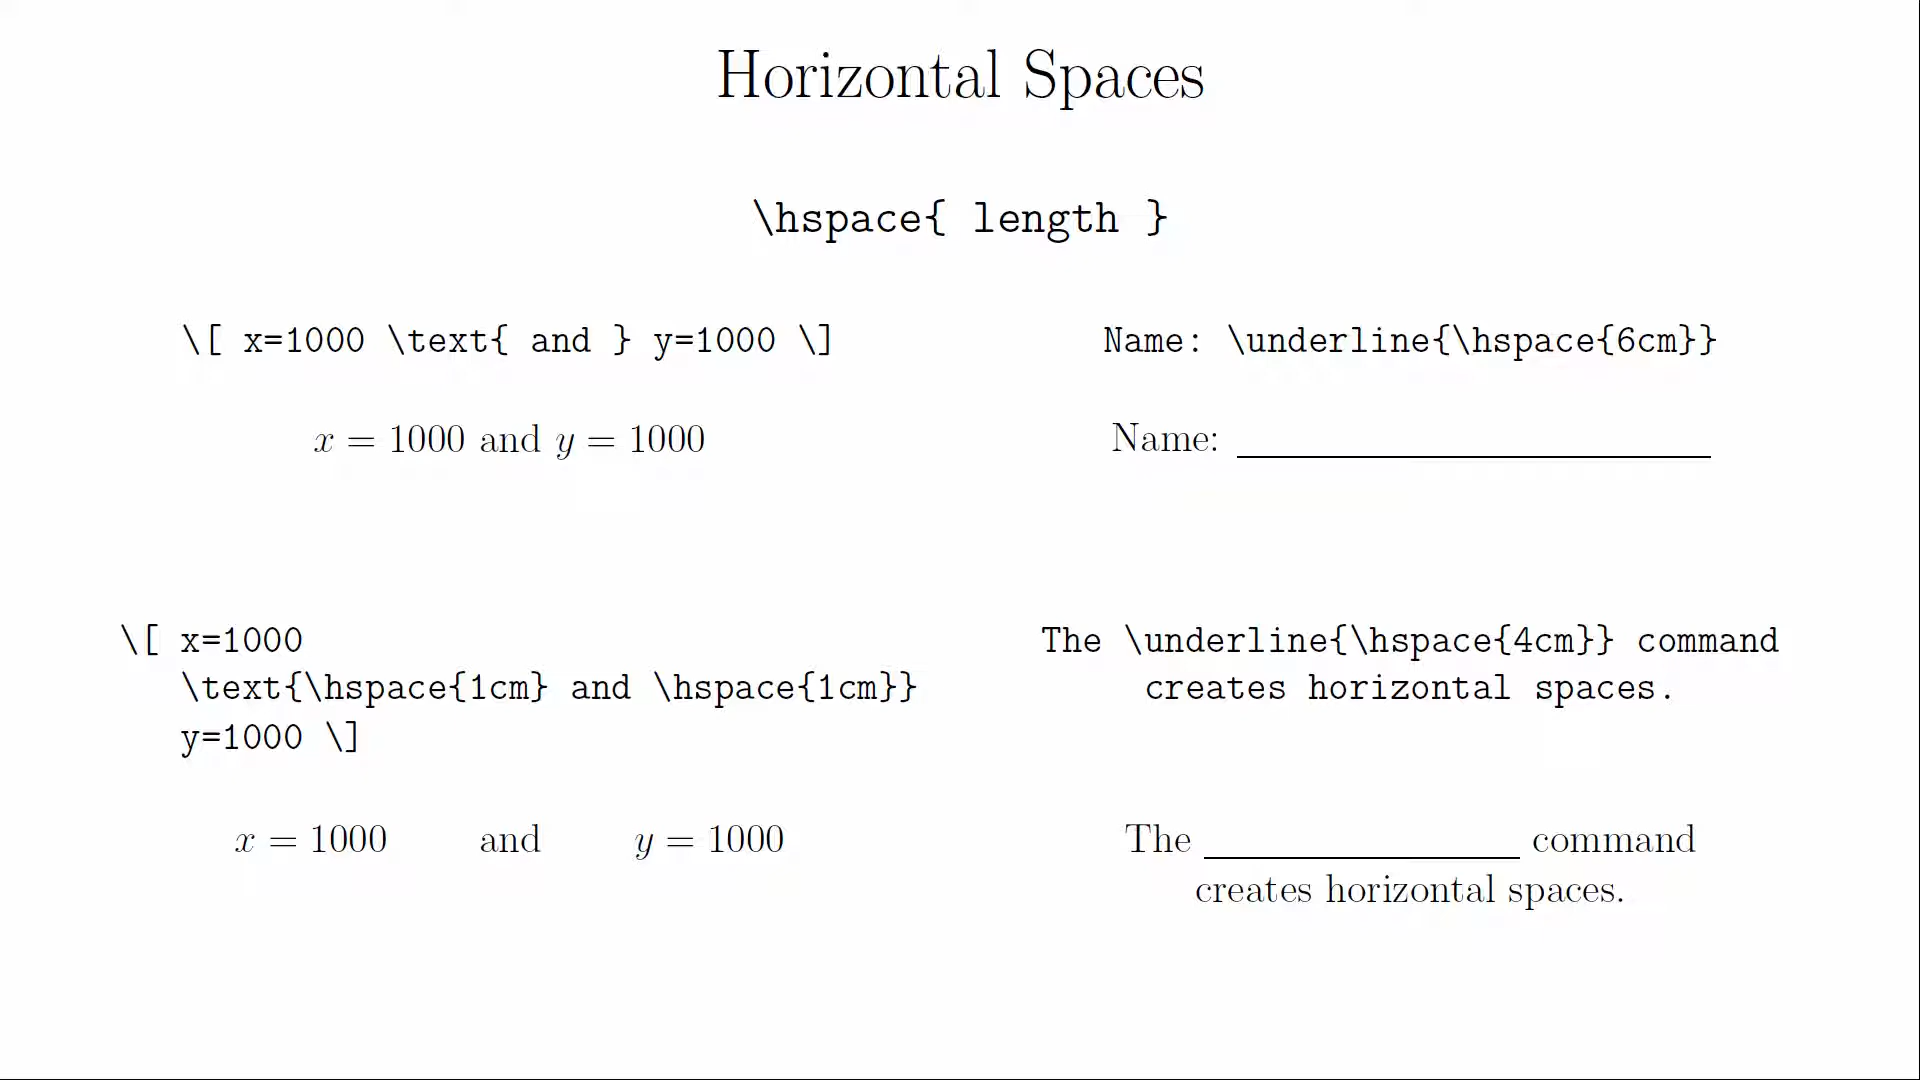 Horizontal Spaces
\hspace{ length }
\[ x=1000 \text{ and } y=1000 \]
x = 1000 and y = 1000
Name: \underline{\hspace{6cm}}
Name:
\[ x=1000
\text{\hspace{1cm} and \hspace{1cm}}
y=1000 \]
x = 1000 and y = 1000
The \underline{\hspace{4cm}} command
creates horizontal spaces.
The ____________ command
creates horizontal spaces.